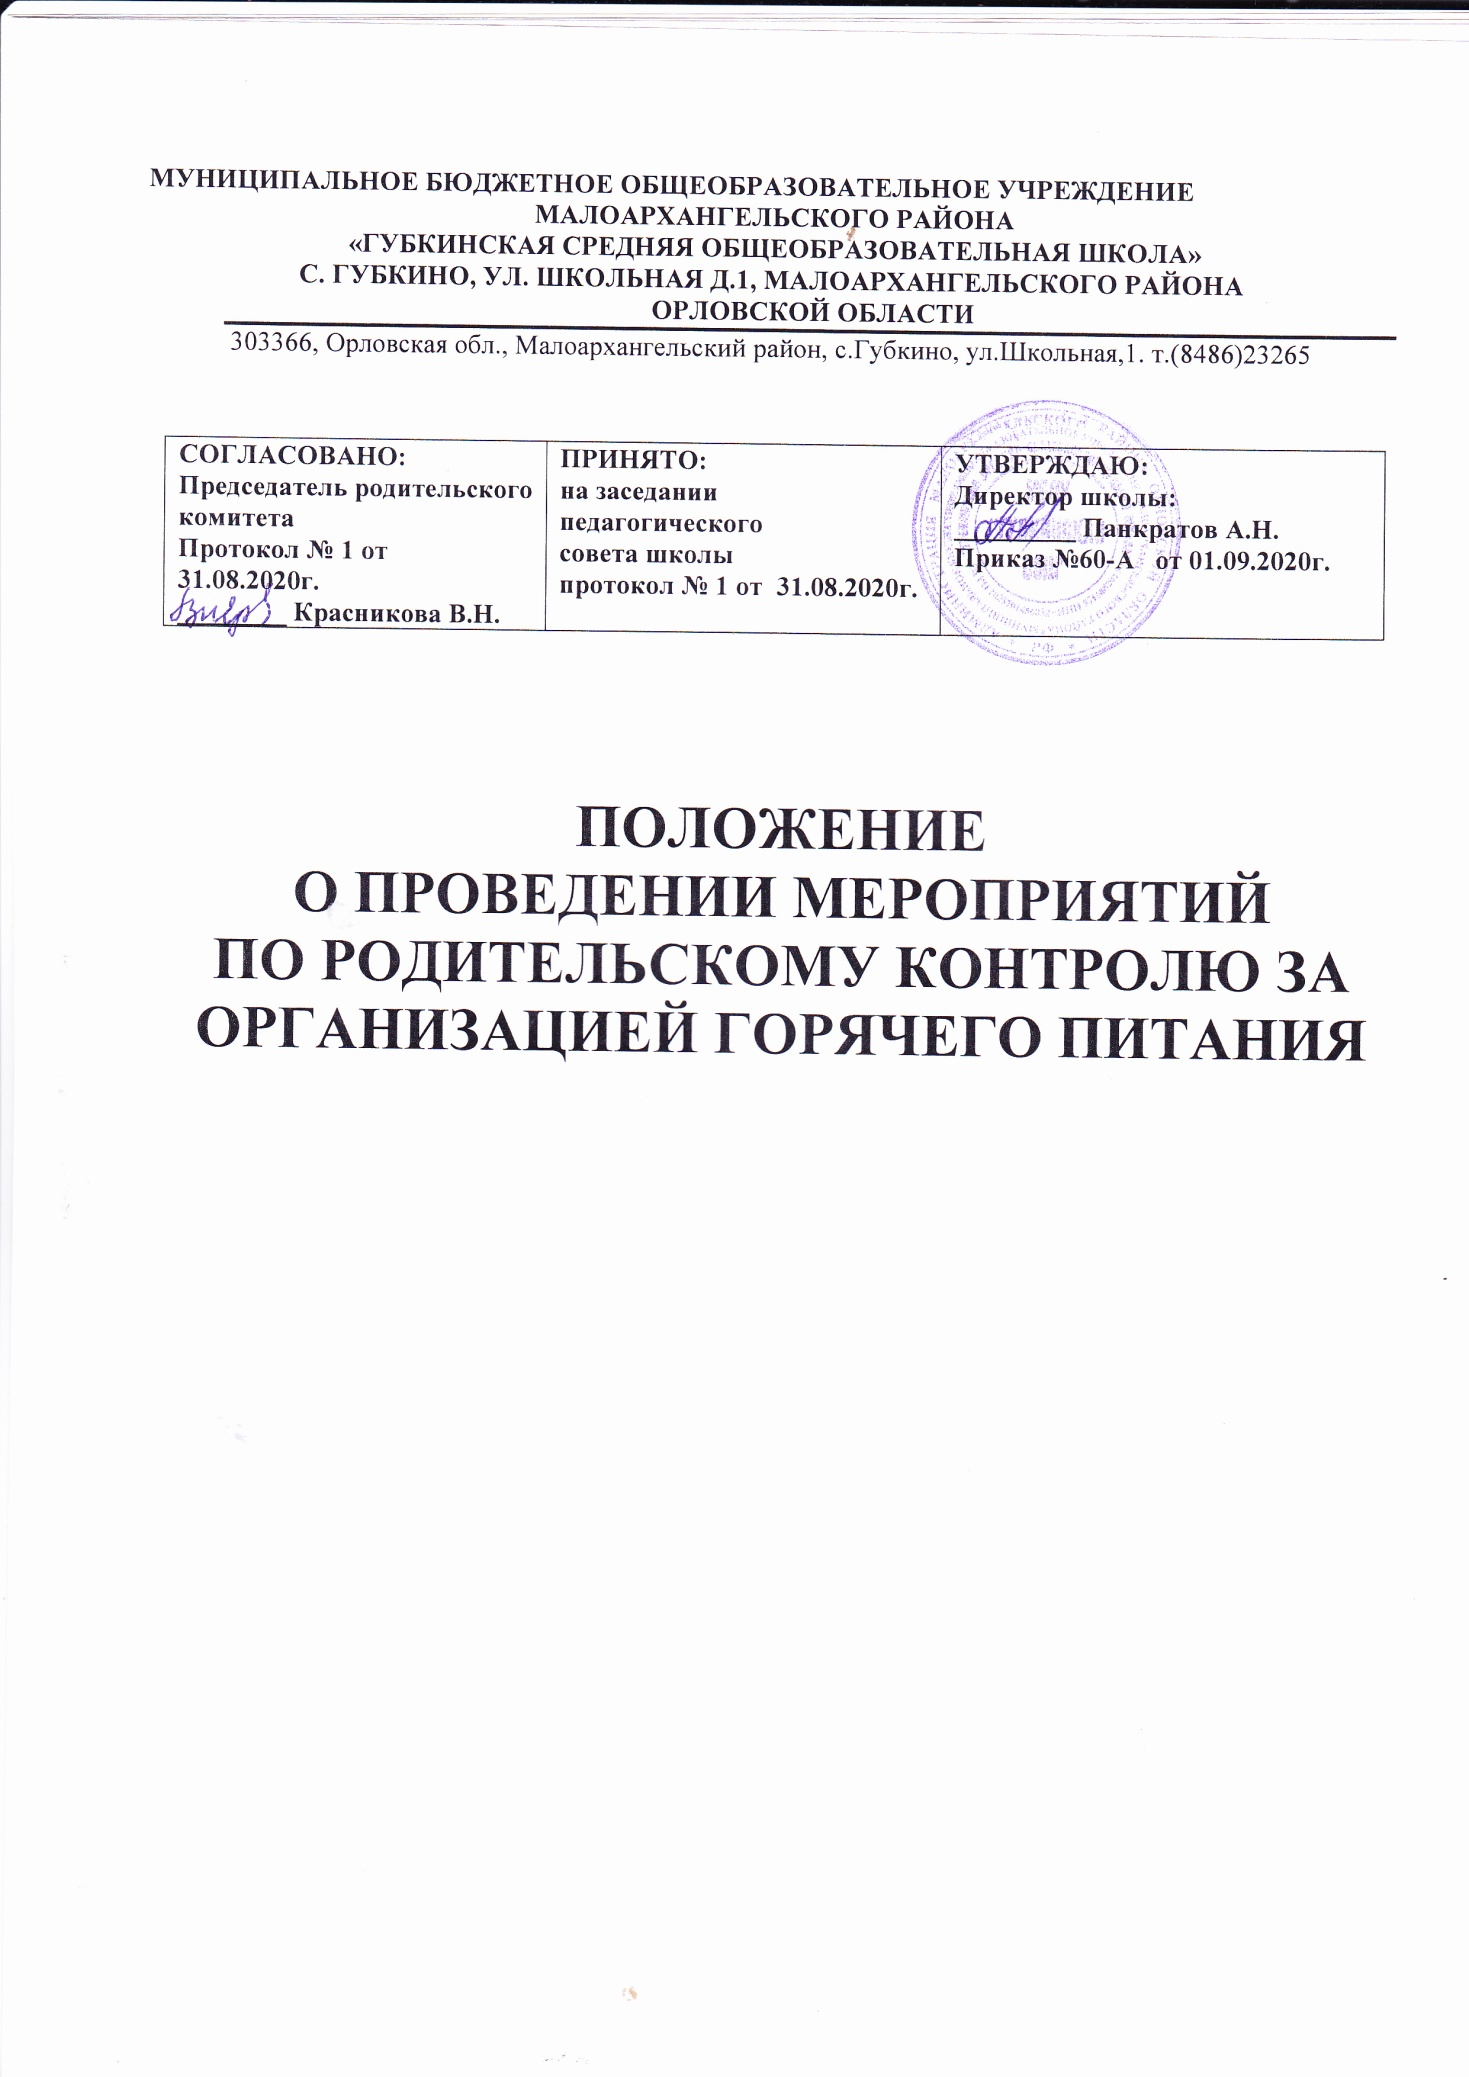 МУНИЦИПАЛЬНОЕ БЮДЖЕТНОЕ ОБЩЕОБРАЗОВАТЕЛЬНОЕ УЧРЕЖДЕНИЕ
МАЛОАРХАНГЕЛЬСКОГО РАЙОНА
«ГУБКИНСКАЯ СРЕДНЯЯ ОБЩЕОБРАЗОВАТЕЛЬНАЯ ШКОЛА»
С. ГУБКИНО, УЛ. ШКОЛЬНАЯ Д.1, МАЛОАРХАНГЕЛЬСКОГО РАЙОНА
ОРЛОВСКОЙ ОБЛАСТИ
303366, Орловская обл., Малоархангельский район, с.Губкино, ул.Школьная,1. т.(8486)23265
СОГЛАСОВАНО:
Председатель родительского
комитета
Протокол № 1 от
31.08.2020г.
Красникова В.Н.
ПРИНЯТО:
на заседании
педагогического
совета школы
протокол № 1 от 31.08.2020г.
УТВЕРЖДАЮ:
Директор школы:
Панкратов А.Н.
Приказ №60-А от 01.09.2020г.
ПОЛОЖЕНИЕ
О ПРОВЕДЕНИИ МЕРОПРИЯТИЙ
ПО РОДИТЕЛЬСКОМУ КОНТРОЛЮ ЗА
ОРГАНИЗАЦИЕЙ ГОРЯЧЕГО ПИТАНИЯ